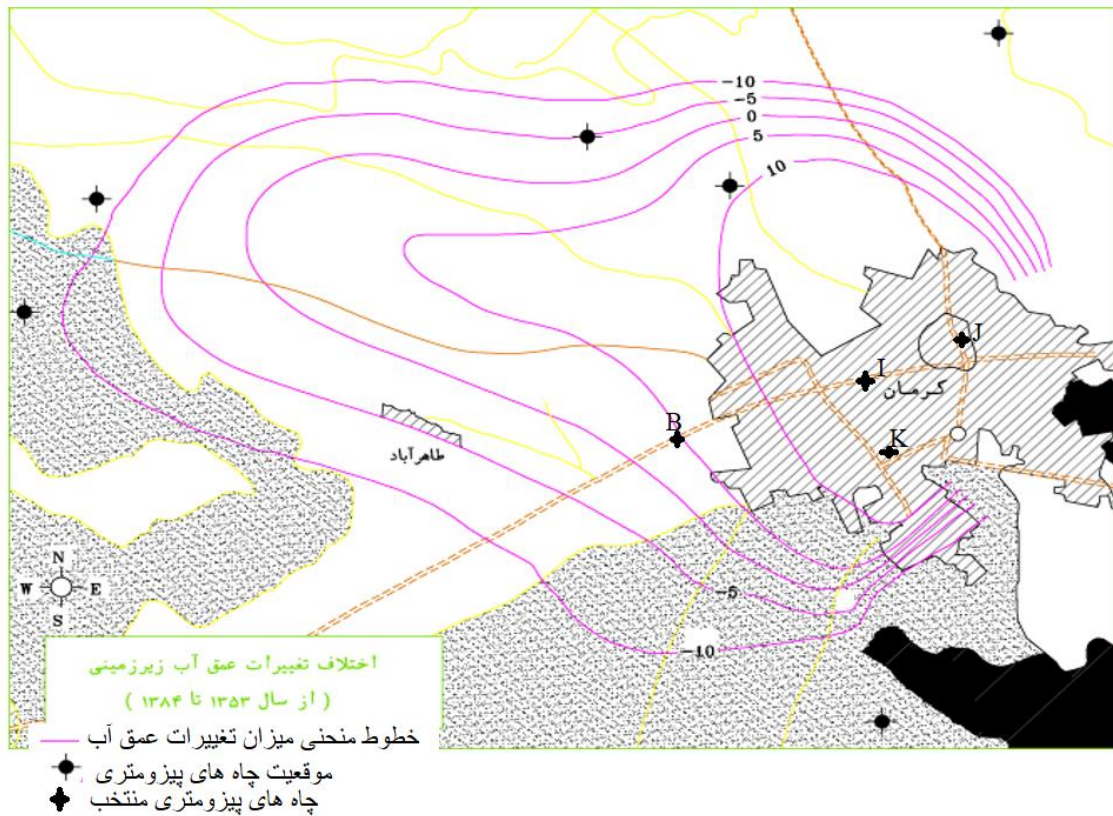 -10
-5
0
5
10
J
I
کرمان
B
K
طاهرآباد
N
W E
S
-5
-10
اختلاف تغییرات عمق آب زیرزمینی
( از سال ۱۳۵۳ تا ۱۳۸۴ )
خطوط منحنی میزان تغییرات عمق آب
موقعیت چاه های پیزومتری
چاه های پیزومتری منتخب